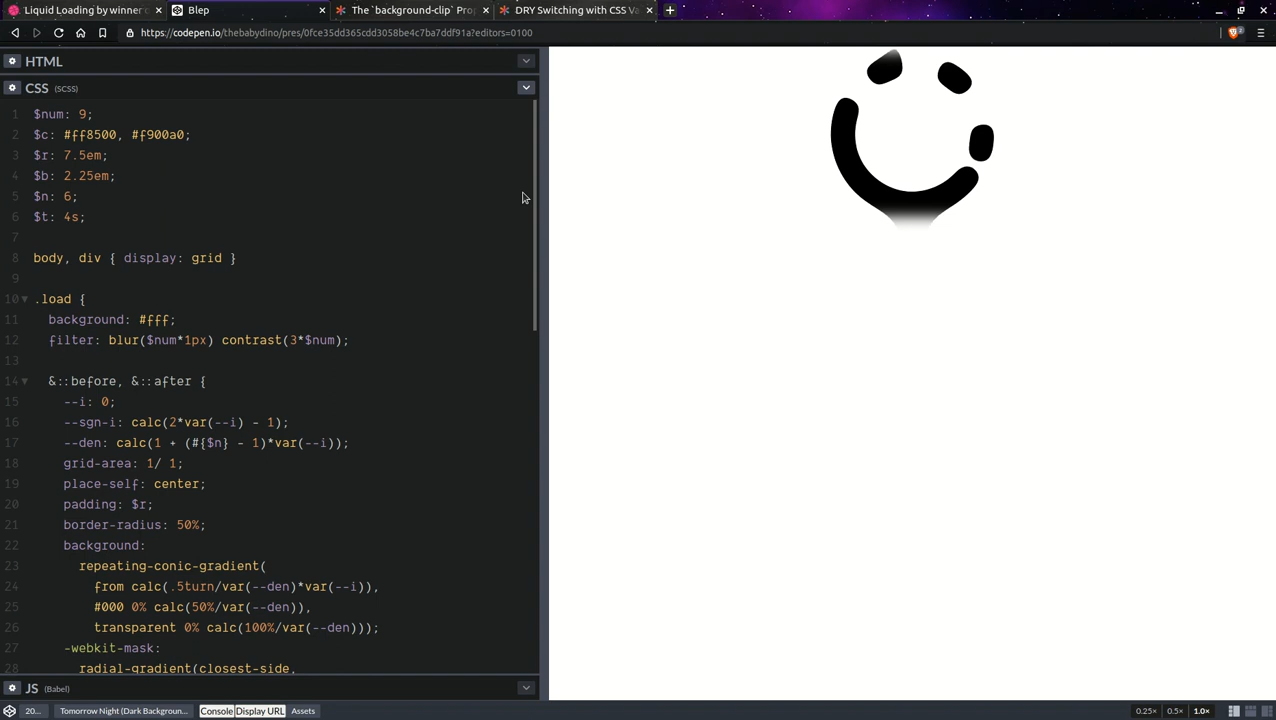 Liquid Loading by winner o
Blep
The `background-clip` Pro
DRY Switching with CSS Va
https://codepen.io/thebabydino/pres/0fce35dd365cdd3058be4c7ba7ddf91a?editors=0100
2
HTML
CSS (SCSS)
1 $num: 9;
2 $c: #ff8500, #f900a0;
3 $r: 7.5em;
4 $b: 2.25em;
5 $n: 6;
6 $t: 4s;
7
8 body, div { display: grid }
9
10 .load {
11 background: #fff;
12 filter: blur($num*1px) contrast(3*$num);
13
14 &::before, &::after {
15 --i: 0;
16 --sgn-i: calc(2*var(--i) - 1);
17 --den: calc(1 + (#{$n} - 1)*var(--i));
18 grid-area: 1/ 1;
19 place-self: center;
20 padding: $r;
21 border-radius: 50%;
22 background:
23 repeating-conic-gradient(
24 from calc(.5turn/var(--den)*var(--i)),
25 #000 0% calc(50%/var(--den)),
26 transparent 0% calc(100%/var(--den)));
27 -webkit-mask:
28 radial-gradient(closest-side,
JS (Babel)
20... Tomorrow Night (Dark Backgroun... Console Display URL Assets 0.25× 0.5× 1.0×